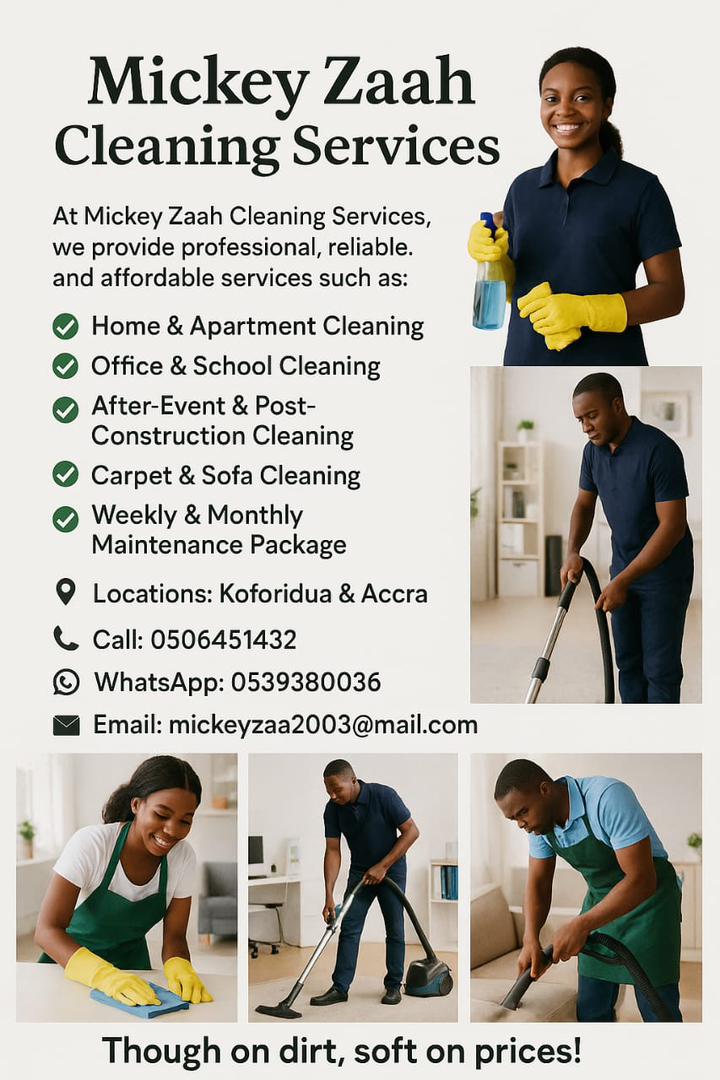 Mickey Zaah
Cleaning Services
At Mickey Zaah Cleaning Services,
we provide professional, reliable.
and affordable services such as:
Home & Apartment Cleaning
Office & School Cleaning
After-Event & Post-
Construction Cleaning
Carpet & Sofa Cleaning
Weekly & Monthly
Maintenance Package
Locations: Koforidua & Accra
Call: 0506451432
WhatsApp: 0539380036
Email: mickeyzaa2003@mail.com
Though on dirt, soft on prices!